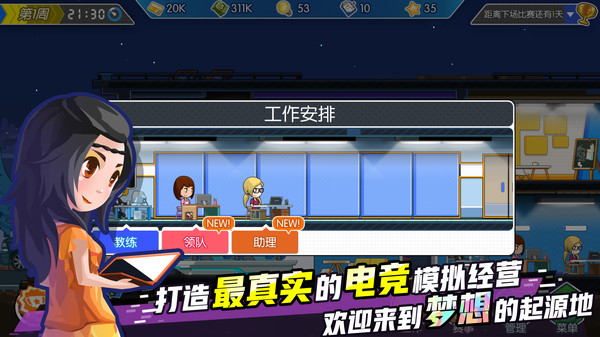 第1周
21:30
20K
311K
10
35
距离下场比赛还有1天
工作安排
NEW!
NEW!
教练
领队
助理
打造最真实的电竞模拟经营
欢迎来到梦想的起源地
赛事
管理
菜单